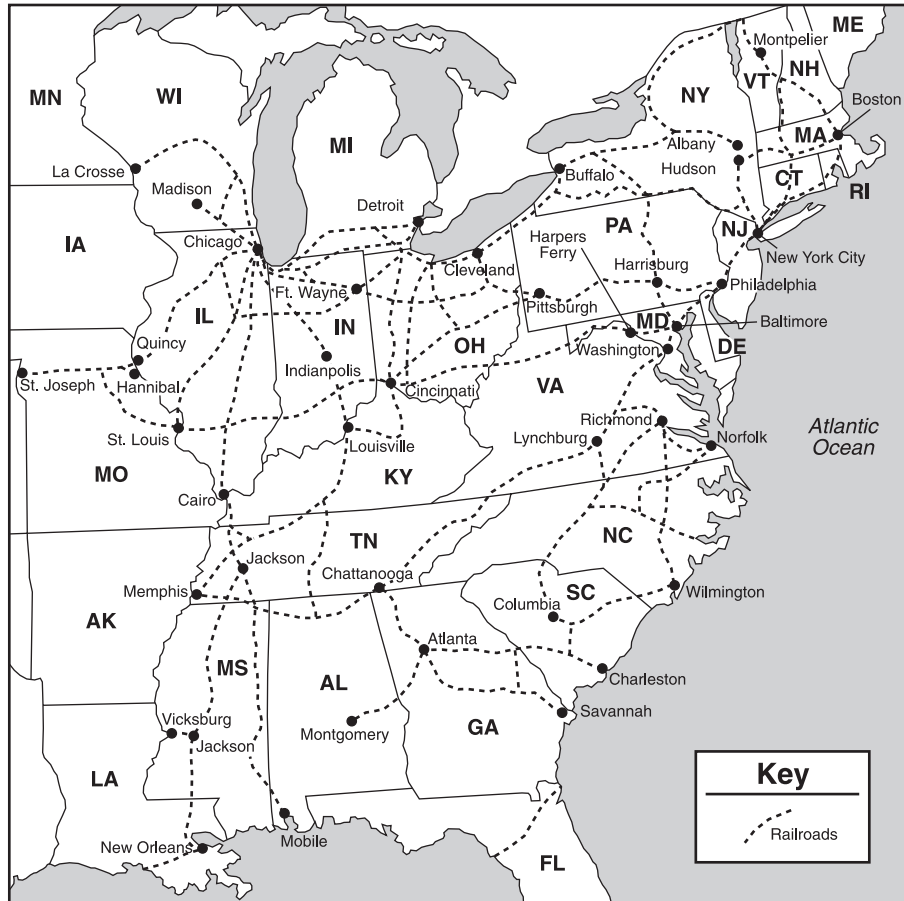 ME
Montpelier
MN
WI
VT
NH
NY
Boston
MI
Albany
MA
La Crosse
Hudson
Buffalo
CT
RI
Madison
Detroit
IA
PA
NJ
Chicago
Harpers
Ferry
Cleveland
Harrisburg
New York City
Ft. Wayne
Philadelphia
Pittsburgh
IL
IN
MD
Baltimore
Quincy
OH
Washington
DE
Indianpolis
St. Joseph
Hannibal
Cincinnati
VA
Richmond
Atlantic
Ocean
St. Louis
Louisville
Lynchburg
Norfolk
MO
KY
Cairo
NC
TN
Jackson
Chattanooga
Memphis
SC
Wilmington
Columbia
AK
Atlanta
MS
Charleston
AL
Vicksburg
Savannah
Jackson
Montgomery
GA
LA
Key
Railroads
Mobile
New Orleans
FL